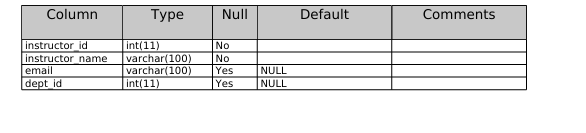 Column Type Null Default Comments
instructor_id int(11) No
instructor_name varchar(100) No
email varchar(100) Yes NULL
dept_id int(11) Yes NULL